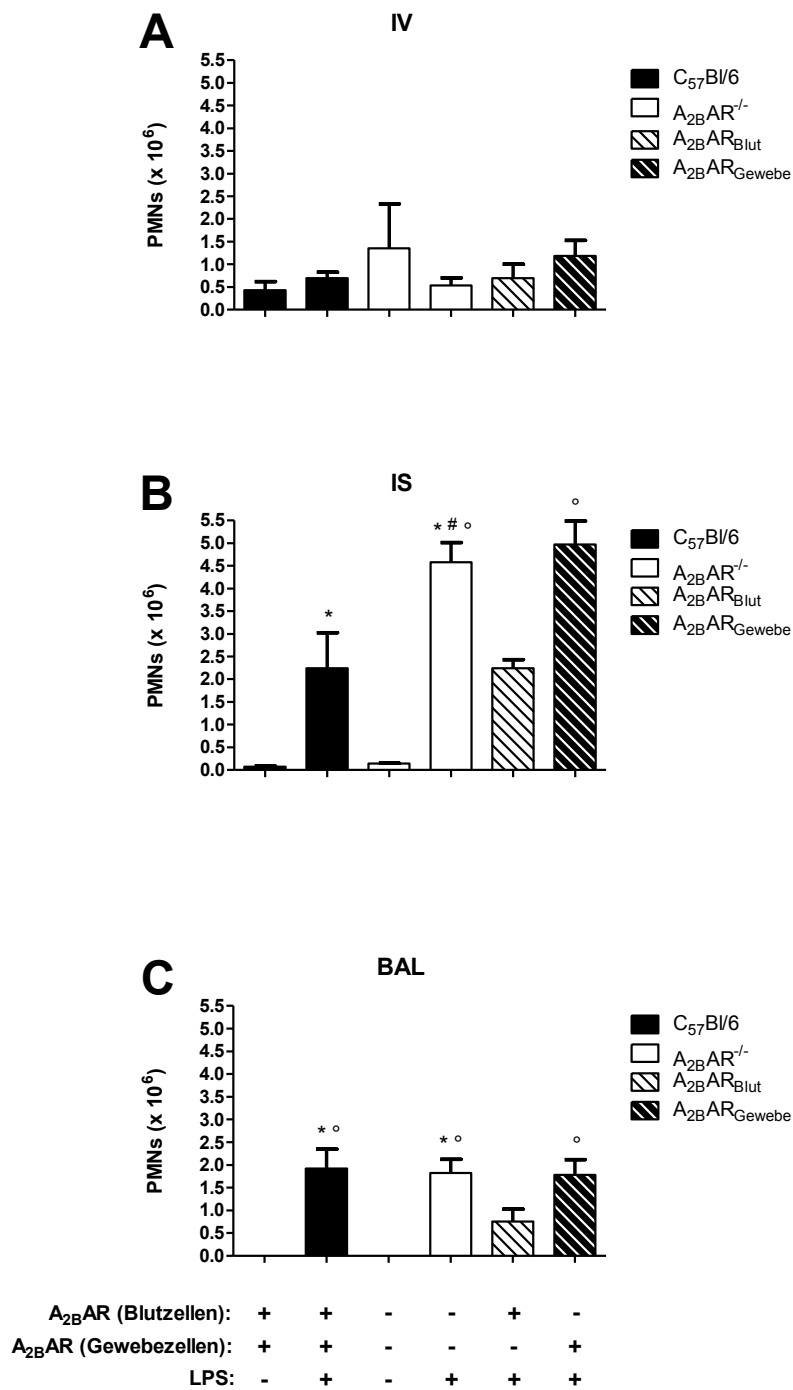 A
IV
PMNs (x 10⁶)
5.5
5.0
4.5
4.0
3.5
3.0
2.5
2.0
1.5
1.0
0.5
0.0
C₅₇Bl/6
A₂BAR⁻/⁻
A₂BAR_Blut
A₂BAR_Gewebe
B
IS
PMNs (x 10⁶)
5.5
5.0
4.5
4.0
3.5
3.0
2.5
2.0
1.5
1.0
0.5
0.0
*
* # °
°
C₅₇Bl/6
A₂BAR⁻/⁻
A₂BAR_Blut
A₂BAR_Gewebe
C
BAL
PMNs (x 10⁶)
5.5
5.0
4.5
4.0
3.5
3.0
2.5
2.0
1.5
1.0
0.5
0.0
* °
* °
°
C₅₇Bl/6
A₂BAR⁻/⁻
A₂BAR_Blut
A₂BAR_Gewebe
A₂BAR (Blutzellen): + + - - + -
A₂BAR (Gewebezellen): + + - - - +
LPS: - + - + + +